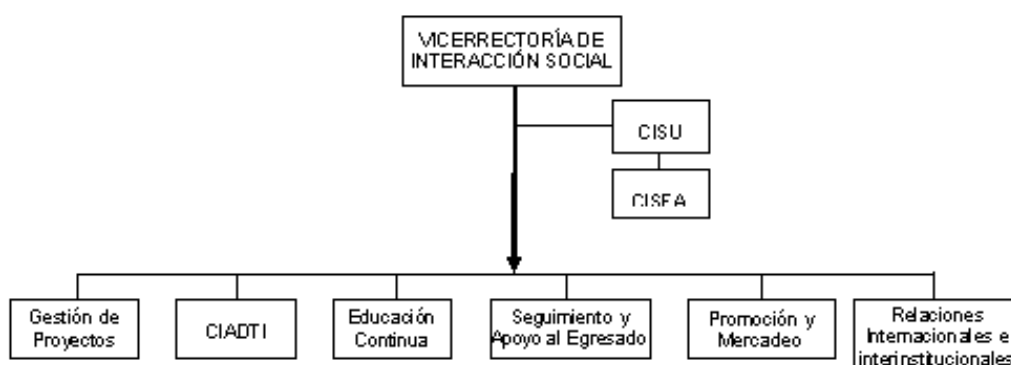 VICERRECTORÍA DE
INTERACCIÓN SOCIAL
CISU
CISEA
Gestión de
Proyectos
CIADTI
Educación
Continua
Seguimiento y
Apoyo al Egresado
Promoción y
Mercadeo
Relaciones
Internacionales e
interinstitucionales